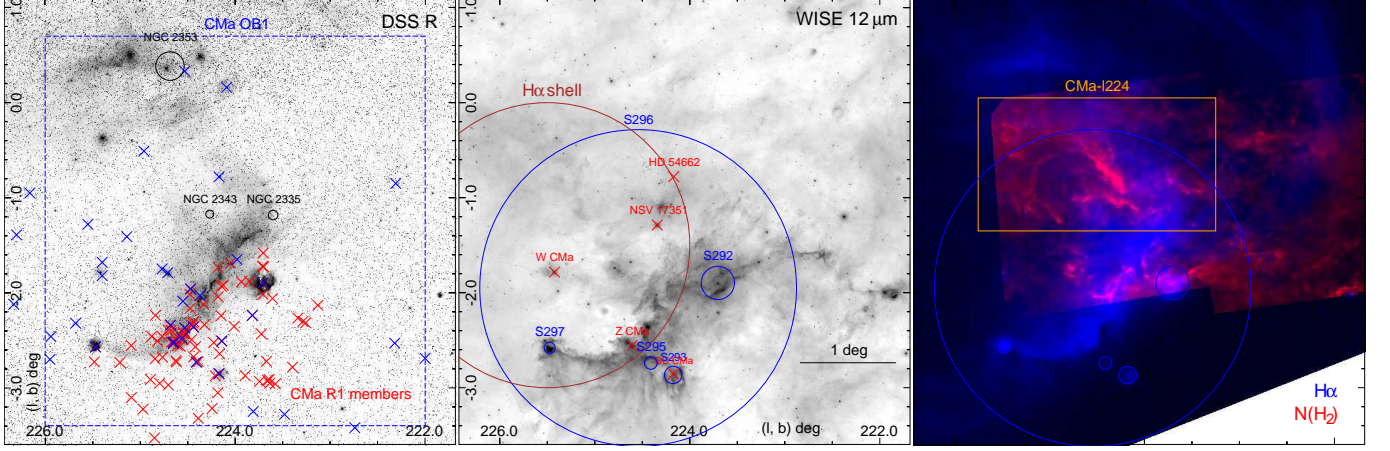 CMa OB1
DSS R
NGC 2353
NGC 2343
NGC 2335
CMa R1 members
(l, b) deg
0.0
-1.0
-2.0
-3.0
226.0
224.0
222.0
WISE 12 μm
Hα shell
S296
HD 54662
NSV 17351
W CMa
S292
S297
Z CMa
S295
S293
1 deg
(l, b) deg
0.0
-1.0
-2.0
-3.0
226.0
224.0
222.0
CMa-l224
Hα
N(H₂)